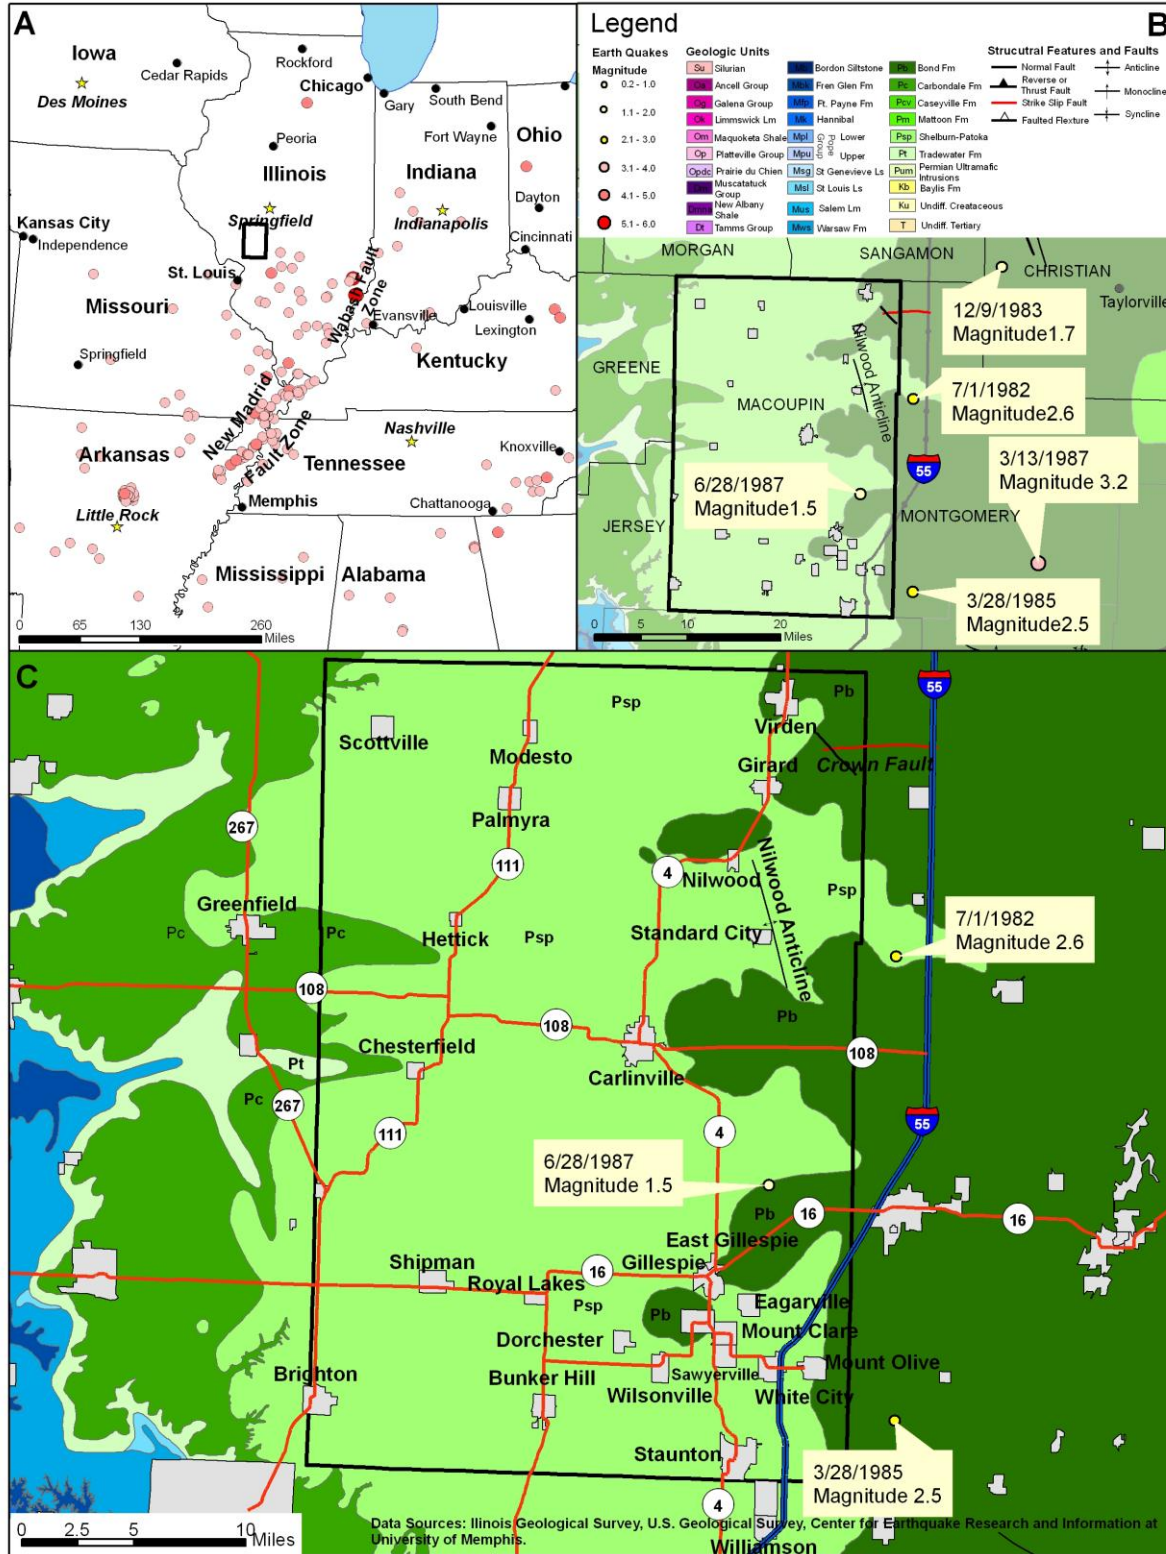 A
Iowa
Cedar Rapids
Des Moines
Rockford
Chicago
Gary
South Bend
Fort Wayne
Peoria
Illinois
Indiana
Ohio
Dayton
Springfield
Indianapolis
Cincinnati
Kansas City
Independence
St. Louis
Missouri
Wabash Fault
Zone
Evansville
Louisville
Lexington
Springfield
Kentucky
New Madrid
Fault Zone
Nashville
Knoxville
Arkansas
Tennessee
Memphis
Chattanooga
Little Rock
Mississippi
Alabama
0 65 130 260
Miles
Legend
B
Earth Quakes
Magnitude
0.2 - 1.0
1.1 - 2.0
2.1 - 3.0
3.1 - 4.0
4.1 - 5.0
5.1 - 6.0
Geologic Units
Su Silurian
Ancell Group
Og Galena Group
Ok Limmswick Lm
Om Maquoketa Shale
Op Platteville Group
Opdc Prairie du Chien
Muscatatuck
Group
New Albany
Shale
Dt Tamms Group
Bordon Siltstone
Mbk Fren Glen Fm
Mfp Ft. Payne Fm
Mk Hannibal
Mpl Lower
Mpu Upper
Pope
Group
Msg St Genevieve Ls
Msl St Louis Ls
Mus Salem Lm
Mws Warsaw Fm
Pb Bond Fm
Pc Carbondale Fm
Pcv Caseyville Fm
Pm Mattoon Fm
Psp Shelburn-Patoka
Pt Tradewater Fm
Pum Permian Ultramafic
Intrusions
Kb Baylis Fm
Ku Undiff. Creataceous
T Undiff. Tertiary
Strucutral Features and Faults
Normal Fault
Reverse or
Thrust Fault
Strike Slip Fault
Faulted Flexture
Anticline
Monocline
Syncline
MORGAN
SANGAMON
CHRISTIAN
Taylorville
12/9/1983
Magnitude1.7
GREENE
Nilwood Anticline
MACOUPIN
7/1/1982
Magnitude2.6
55
3/13/1987
Magnitude 3.2
6/28/1987
Magnitude1.5
JERSEY
MONTGOMERY
3/28/1985
Magnitude2.5
0 5 10 20
Miles
C
55
Psp
Pb
Scottville
Modesto
Virden
Girard
Crown Fault
267
Palmyra
111
4
Nilwood
Nilwood Anticline
Psp
Greenfield
Pc
Pc
Hettick
Psp
Standard City
7/1/1982
Magnitude 2.6
108
108
Pb
108
Chesterfield
Carlinville
Pt
Pc
267
111
4
55
6/28/1987
Magnitude 1.5
Pb
16
16
East Gillespie
Gillespie
Shipman
Royal Lakes
16
Psp
Pb
Eagarville
Dorchester
Mount Clare
Mount Olive
Brighton
Bunker Hill
Sawyerville
Wilsonville
White City
Staunton
3/28/1985
Magnitude 2.5
4
0 2.5 5 10
Miles
Data Sources: Ilinois Geological Survey, U.S. Geological Survey, Center for Earthquake Research and Information at
University of Memphis.
Williamson